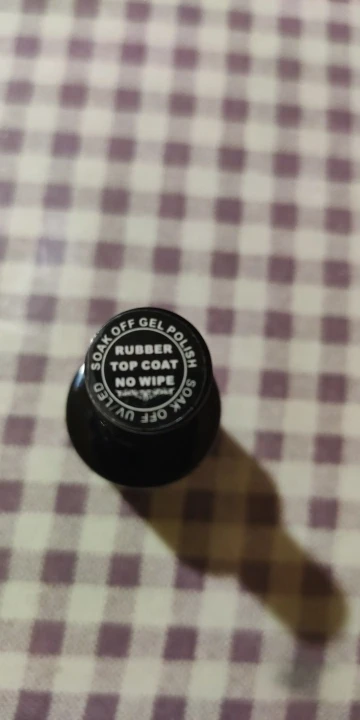 SOAK OFF GEL POLISH
RUBBER
TOP COAT
NO WIPE
SOAK OFF UV/LED